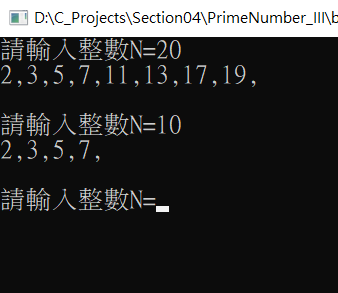 D:\C_Projects\Section04\PrimeNumber_III\b
請輸入整數N=20
2,3,5,7,11,13,17,19,
請輸入整數N=10
2,3,5,7,
請輸入整數N=